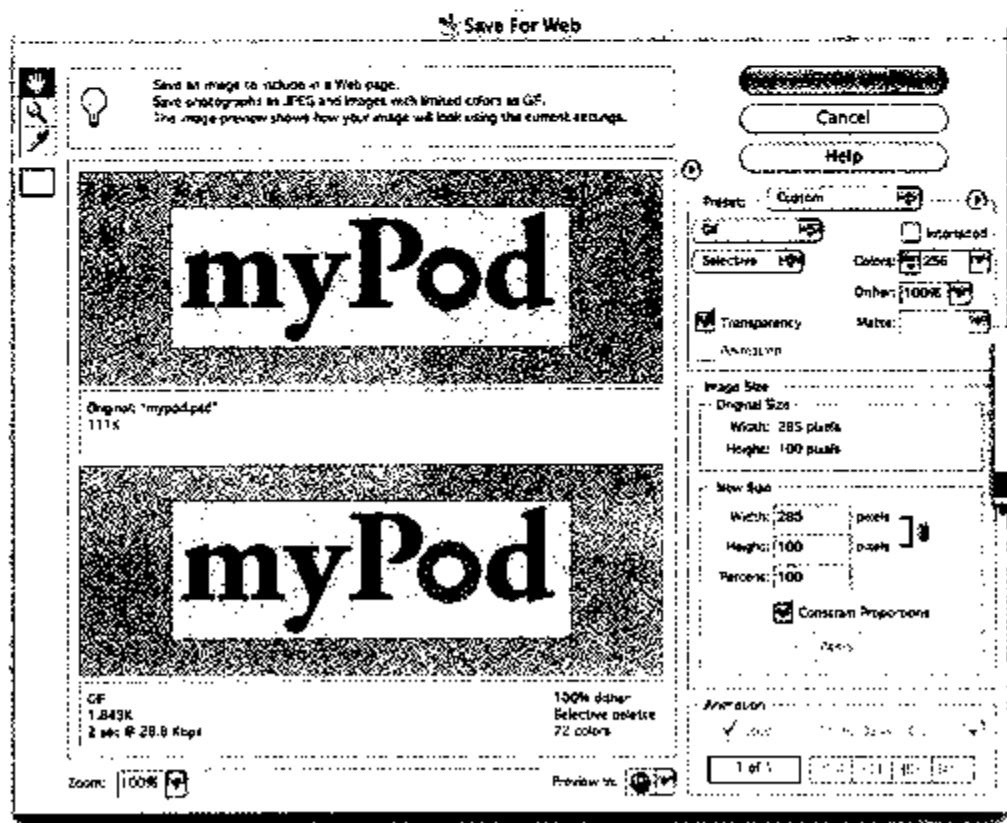 Save For Web
Save an image to include in a Web page.
Save photographs as JPEG and images with limited colors as GIF.
The image preview shows how your image will look using the current settings.
Cancel
Help
Preset: Custom
GIF
Interlaced
Selective
Colors: 256
Dither: 100%
Transparency
Matte:
Animation
myPod
Original: "mypod.psd"
111K
Image Size
Original Size
Width: 285 pixels
Height: 100 pixels
New Size
Width: 285 pixels
Height: 100 pixels
Percent: 100
Constrain Proportions
Apply
myPod
GIF
1.843K
2 sec @ 28.8 Kbps
100% dither
Selective palette
72 colors
Animation
1 of 1
Zoom: 100%
Preview In: